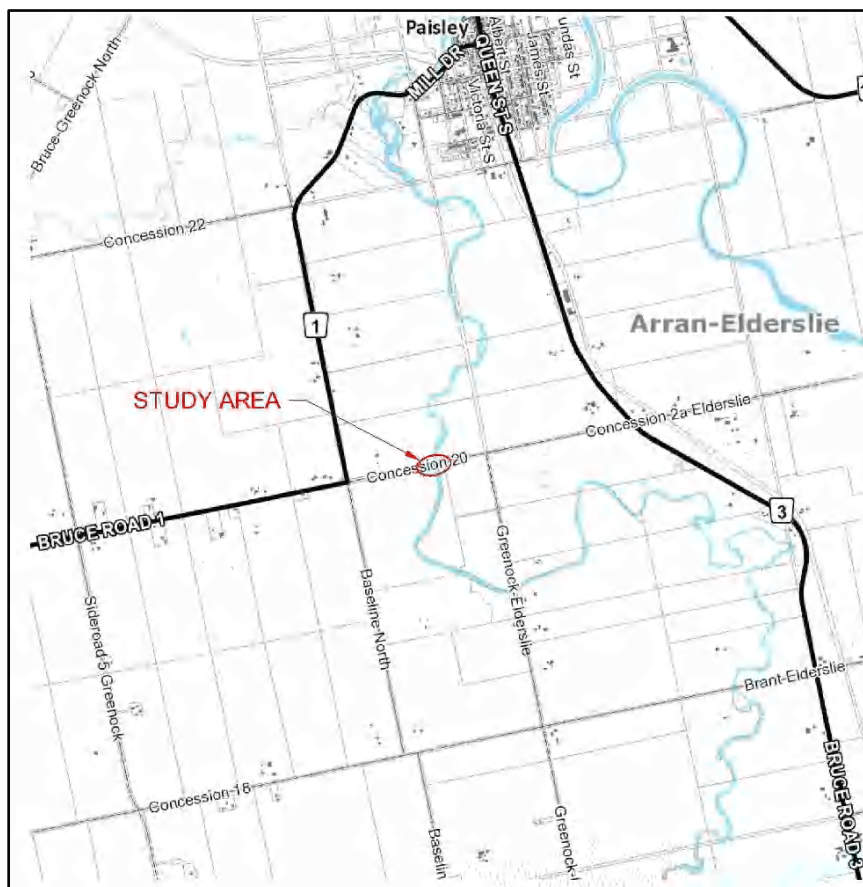 Paisley
Bruce-Greenock North
MILL DR
QUEEN ST S
Albert St
James St
undas St
Victoria St S
Concession 22
1
Arran-Elderslie
STUDY AREA
Concession 2a Elderslie
Concession 20
BRUCE ROAD 1
3
Sideroad 5 Greenock
Baseline North
Greenock-Elderslie
Brant-Elderslie
Concession 18
BRUCE ROAD 3
Baselin
Greenock-